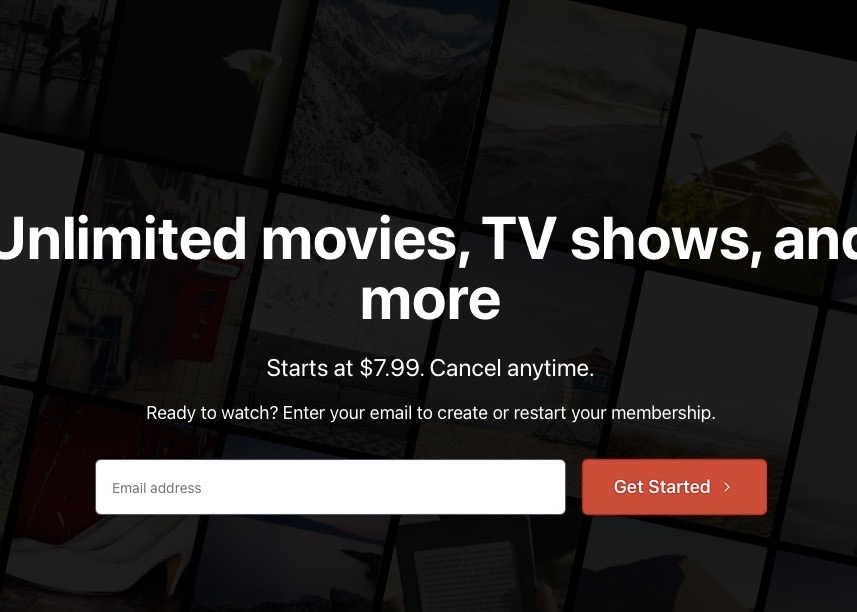 Unlimited movies, TV shows, and
more
Starts at $7.99. Cancel anytime.
Ready to watch? Enter your email to create or restart your membership.
Email address
Get Started